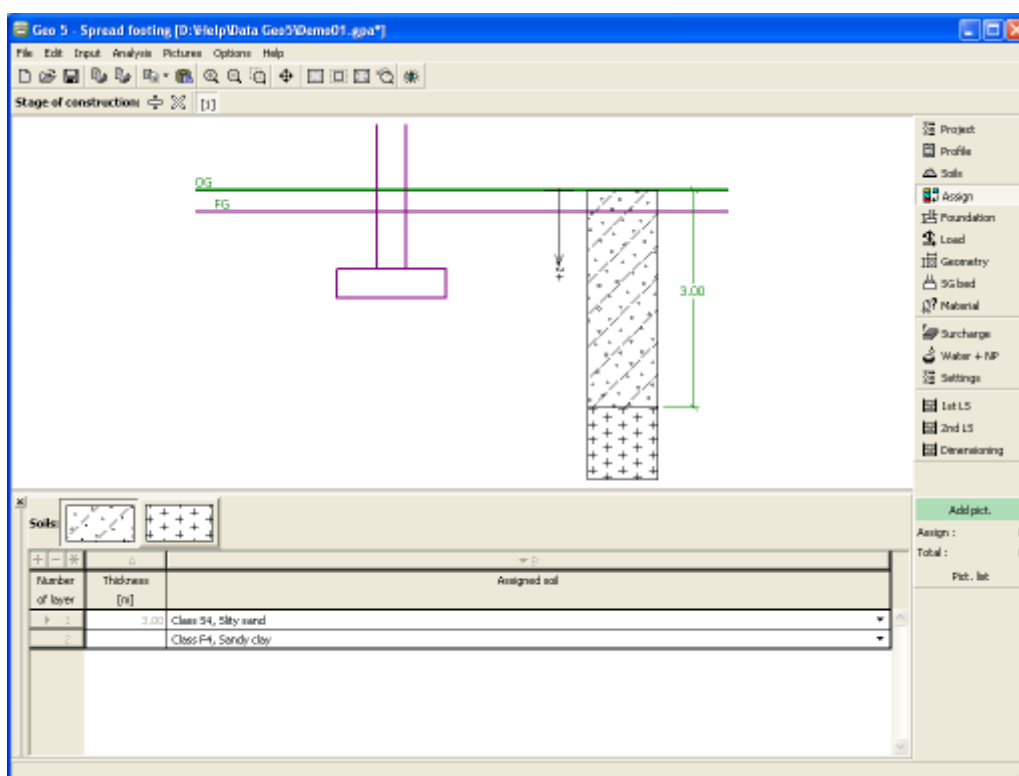 Geo 5 - Spread footing [D:\Help\Data Geo5\Demo01.gpa*]
File Edit Input Analysis Pictures Options Help
Stage of construction: [1]
OG
FG
+z
3.00
Project
Profile
Soils
Assign
Foundation
Load
Geometry
SG bed
Material
Surcharge
Water + NP
Settings
1st LS
2nd LS
Dimensioning
Soils:
Number of layer
Thickness [m]
Assigned soil
1 3.00 Class S4, Silty sand
2 Class F4, Sandy clay
Add pict.
Assign :
Total :
Pict. list